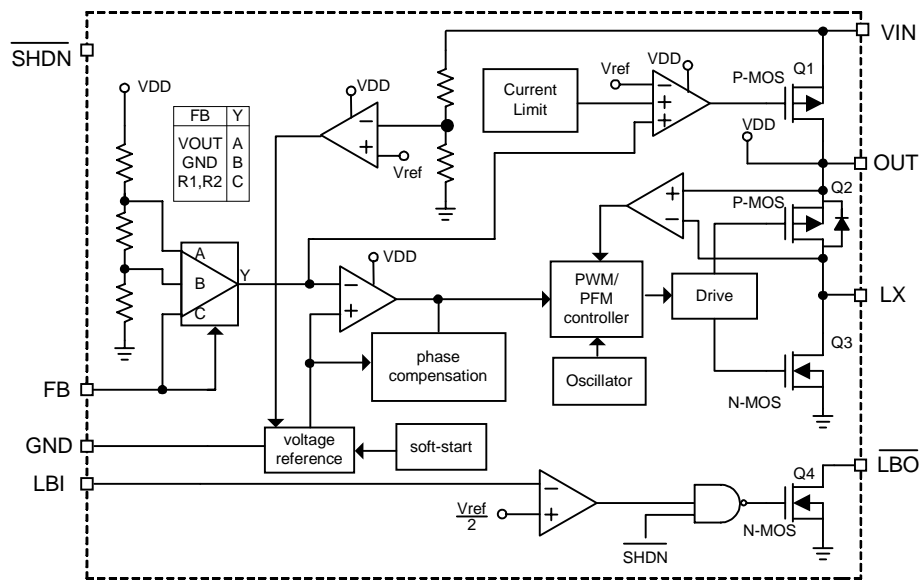 VIN
SHDN
VDD
FB Y
VOUT A
GND B
R1,R2 C
VDD
−
+
Vref
Current
Limit
Vref
VDD
−
+
+
P-MOS
Q1
VDD
OUT
Q2
P-MOS
+
−
A
B
C
Y
VDD
−
+
PWM/
PFM
controller
Drive
LX
Q3
N-MOS
phase
compensation
Oscillator
FB
GND
voltage
reference
soft-start
LBI
−
+
Vref
2
SHDN
Q4
N-MOS
LBO